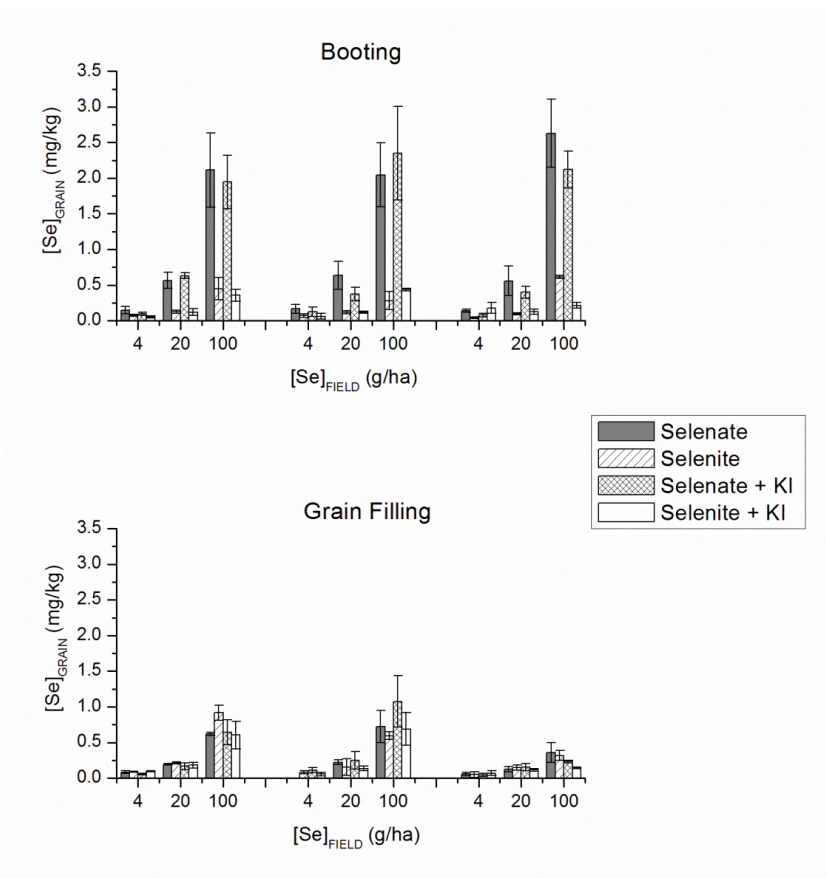 Booting
3.5
3.0
2.5
2.0
1.5
1.0
0.5
0.0
[Se]GRAIN (mg/kg)
4 20 100 4 20 100 4 20 100
[Se]FIELD (g/ha)
Selenate
Selenite
Selenate + KI
Selenite + KI
Grain Filling
3.5
3.0
2.5
2.0
1.5
1.0
0.5
0.0
[Se]GRAIN (mg/kg)
4 20 100 4 20 100 4 20 100
[Se]FIELD (g/ha)